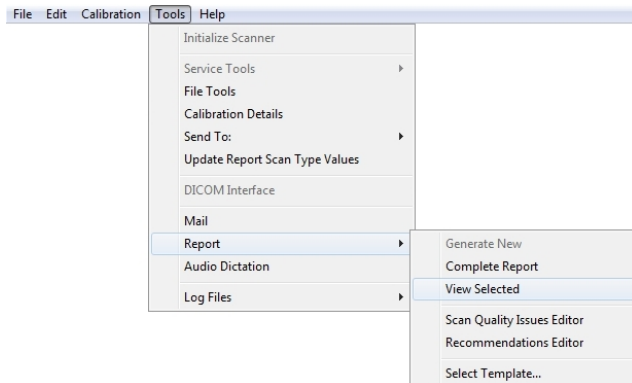 File Edit Calibration Tools Help
Initialize Scanner
Service Tools
File Tools
Calibration Details
Send To:
Update Report Scan Type Values
DICOM Interface
Mail
Report
Audio Dictation
Log Files
Generate New
Complete Report
View Selected
Scan Quality Issues Editor
Recommendations Editor
Select Template...